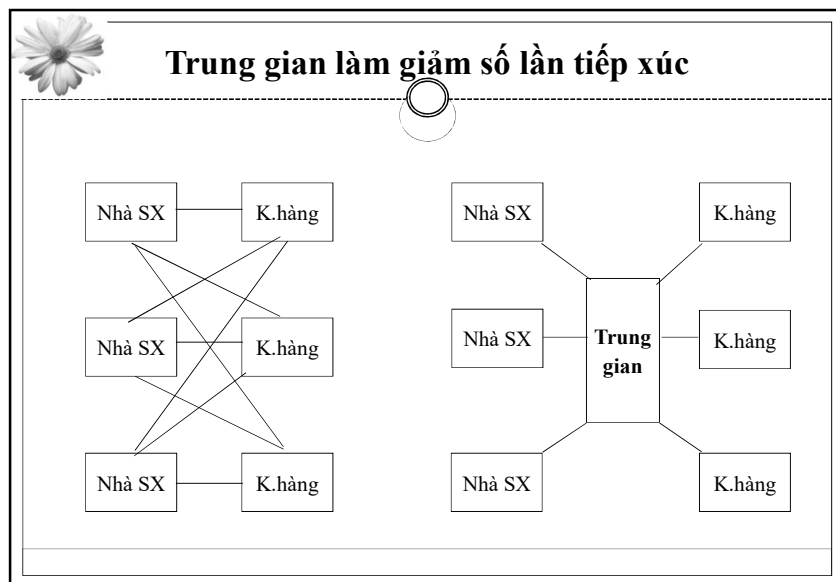 Trung gian làm giảm số lần tiếp xúc
Nhà SX
K.hàng
Nhà SX
K.hàng
Nhà SX
K.hàng
Nhà SX
K.hàng
Nhà SX
Trung
gian
K.hàng
Nhà SX
K.hàng